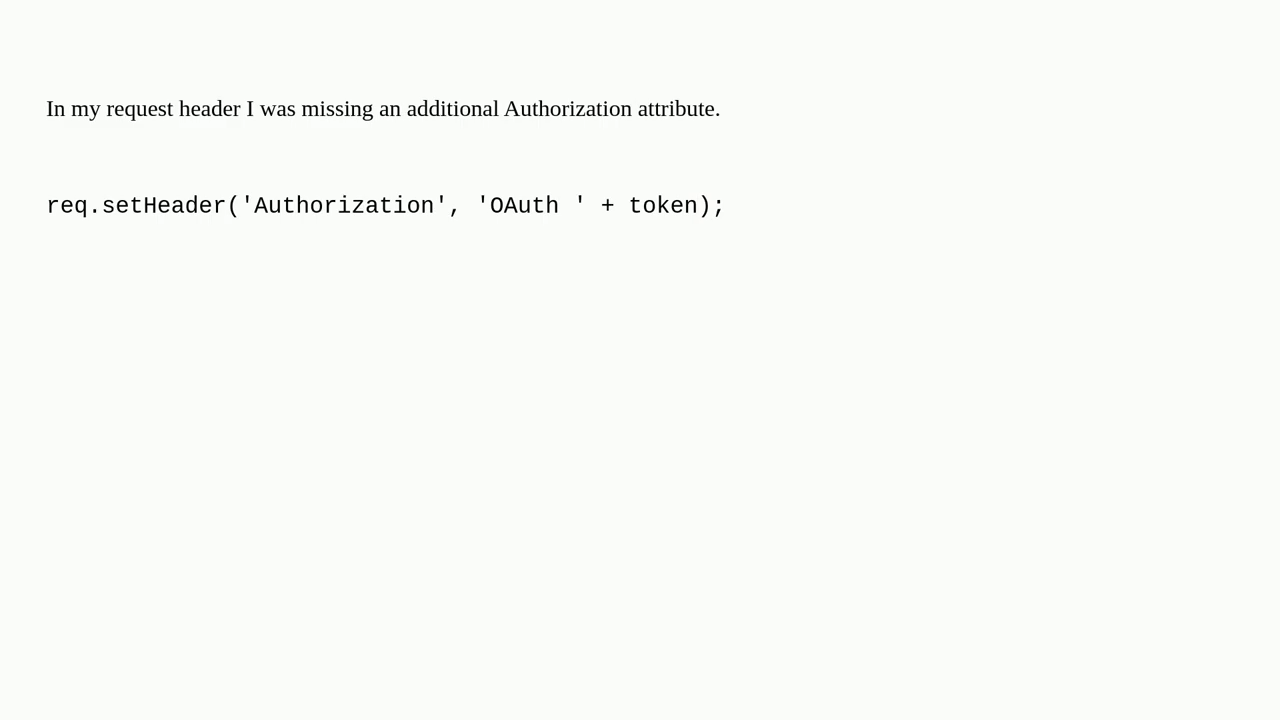 In my request header I was missing an additional Authorization attribute.
req.setHeader('Authorization', 'OAuth ' + token);